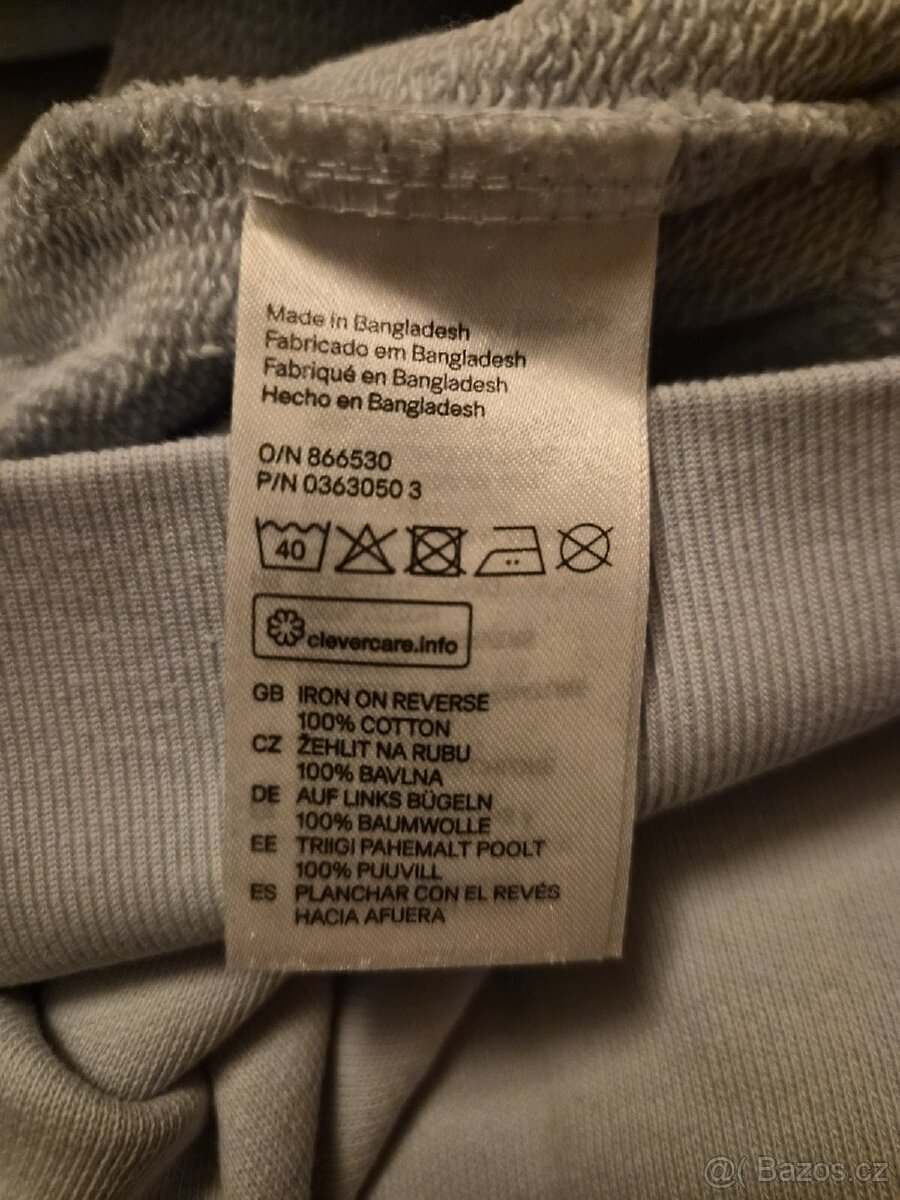 Made in Bangladesh
Fabricado em Bangladesh
Fabriqué en Bangladesh
Hecho en Bangladesh
O/N 866530
P/N 0363050 3
40
clevercare.info
GB IRON ON REVERSE
100% COTTON
CZ ŽEHLIT NA RUBU
100% BAVLNA
DE AUF LINKS BÜGELN
100% BAUMWOLLE
EE TRIIGI PAHEMALT POOLT
100% PUUVILL
ES PLANCHAR CON EL REVÉS
HACIA AFUERA
@( Bazos.cz